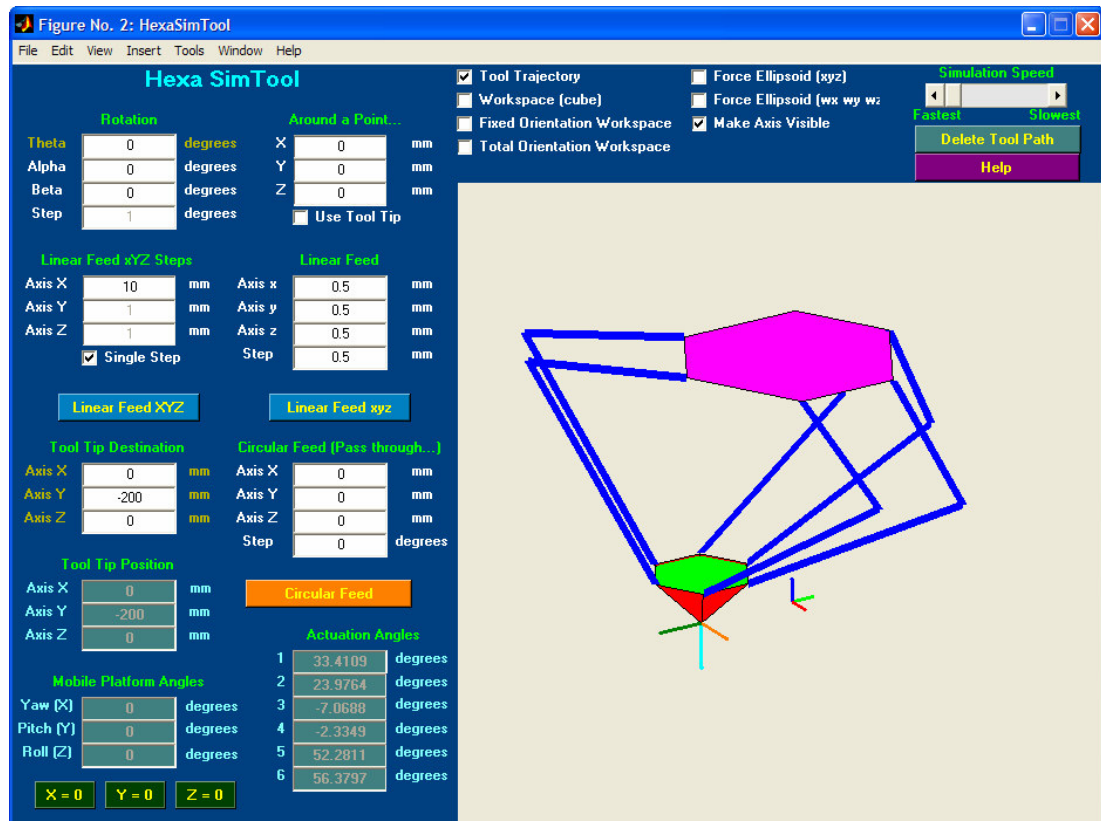 Figure No. 2: HexaSimTool
File Edit View Insert Tools Window Help
Hexa SimTool
Rotation
Theta 0 degrees
Alpha 0 degrees
Beta 0 degrees
Step 1 degrees
Around a Point...
X 0 mm
Y 0 mm
Z 0 mm
Use Tool Tip
Linear Feed xYZ Steps
Axis X 10 mm
Axis Y 1 mm
Axis Z 1 mm
Single Step
Linear Feed
Axis x 0.5 mm
Axis y 0.5 mm
Axis z 0.5 mm
Step 0.5 mm
Linear Feed XYZ
Linear Feed xyz
Tool Tip Destination
Axis X 0 mm
Axis Y -200 mm
Axis Z 0 mm
Circular Feed (Pass through...)
Axis X 0 mm
Axis Y 0 mm
Axis Z 0 mm
Step 0 degrees
Tool Tip Position
Axis X 0 mm
Axis Y -200 mm
Axis Z 0 mm
Circular Feed
Mobile Platform Angles
Yaw (X) 0 degrees
Pitch (Y) 0 degrees
Roll (Z) 0 degrees
X = 0 Y = 0 Z = 0
Actuation Angles
1 33.4109 degrees
2 23.9764 degrees
3 -7.0688 degrees
4 -2.3349 degrees
5 52.2811 degrees
6 56.3797 degrees
Tool Trajectory
Workspace (cube)
Fixed Orientation Workspace
Total Orientation Workspace
Force Ellipsoid (xyz)
Force Ellipsoid (wx wy wz
Make Axis Visible
Simulation Speed
Fastest Slowest
Delete Tool Path
Help